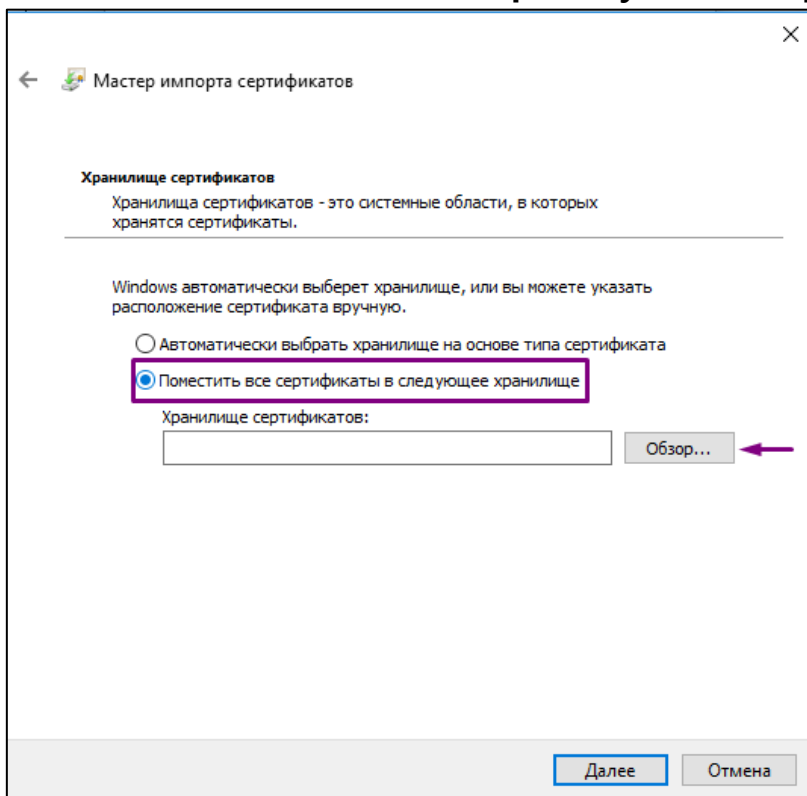 Мастер импорта сертификатов
Хранилище сертификатов
Хранилища сертификатов - это системные области, в которых
хранятся сертификаты.
Windows автоматически выберет хранилище, или вы можете указать
расположение сертификата вручную.
Автоматически выбрать хранилище на основе типа сертификата
Поместить все сертификаты в следующее хранилище
Хранилище сертификатов:
Обзор...
Далее
Отмена